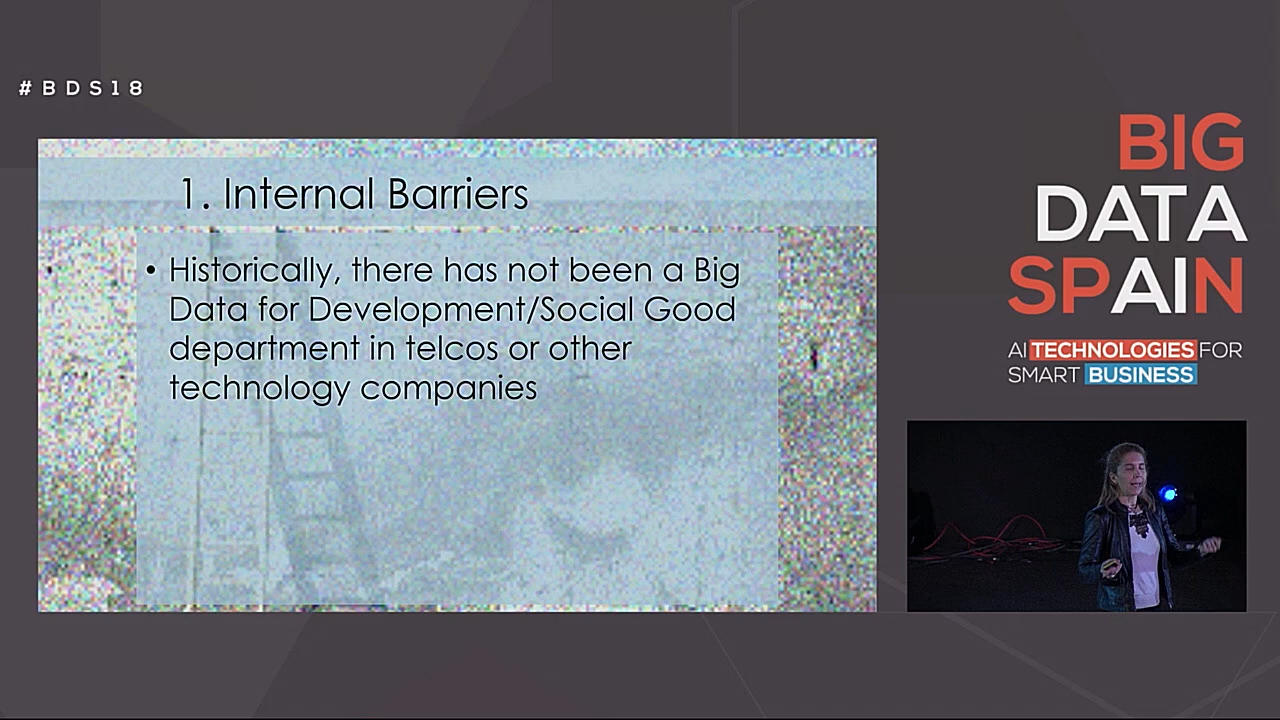 #BDS18
1. Internal Barriers
• Historically, there has not been a Big
Data for Development/Social Good
department in telcos or other
technology companies
BIG
DATA
SPAIN
AI TECHNOLOGIES FOR
SMART BUSINESS